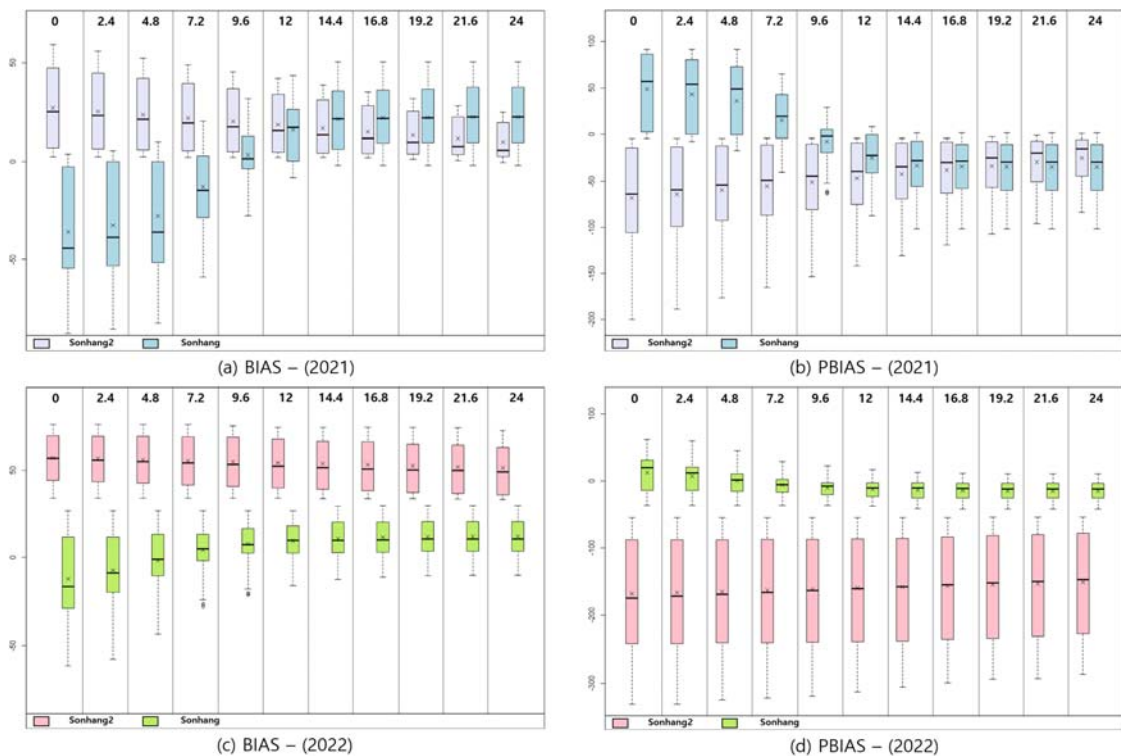 0 2.4 4.8 7.2 9.6 12 14.4 16.8 19.2 21.6 24
50
0
-50
Sonhang2 Sonhang
(a) BIAS – (2021)
0 2.4 4.8 7.2 9.6 12 14.4 16.8 19.2 21.6 24
100
50
0
-50
-100
-150
-200
Sonhang2 Sonhang
(b) PBIAS – (2021)
0 2.4 4.8 7.2 9.6 12 14.4 16.8 19.2 21.6 24
50
0
-50
Sonhang2 Sonhang
(c) BIAS – (2022)
0 2.4 4.8 7.2 9.6 12 14.4 16.8 19.2 21.6 24
100
0
-100
-200
-300
Sonhang2 Sonhang
(d) PBIAS – (2022)